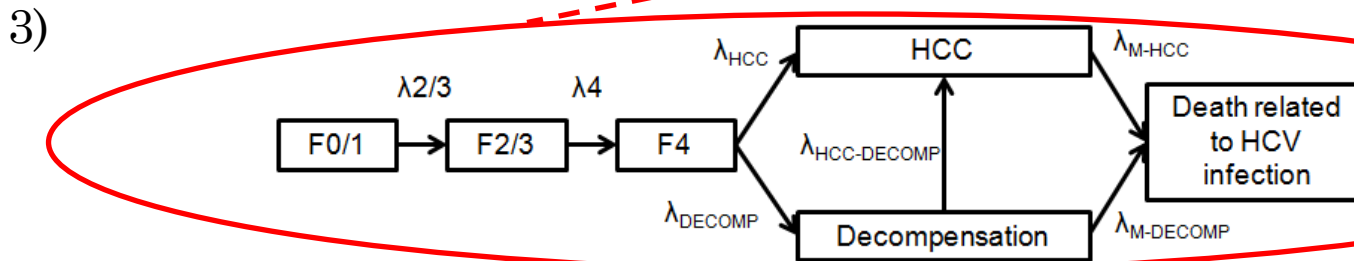 3)
λHCC
HCC
λM-HCC
λ2/3
λ4
F0/1
F2/3
F4
λHCC-DECOMP
Death related
to HCV
infection
λDECOMP
Decompensation
λM-DECOMP